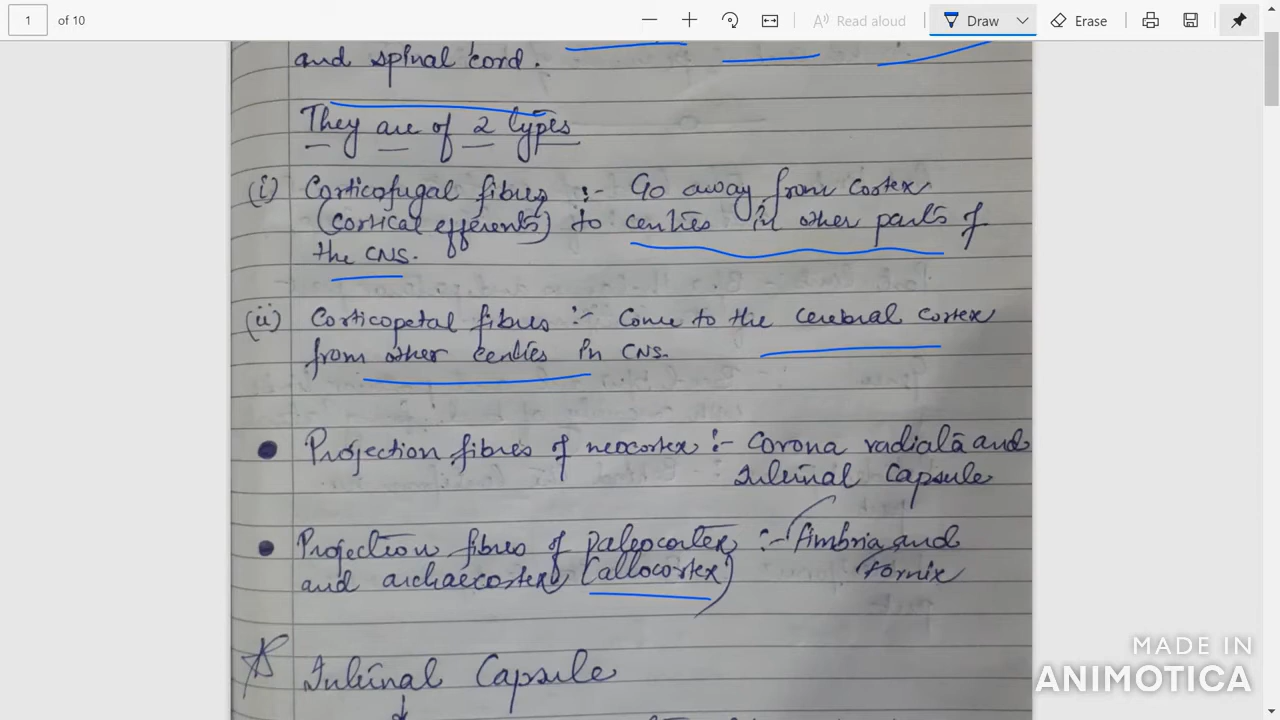 1 of 10 Read aloud Draw Erase
and spinal cord.
They are of 2 types
(i) Corticofugal fibres :- Go away from cortex
(cortical efferents) to centres in other parts of
the CNS.
(ii) Corticopetal fibres :- Come to the cerebral cortex
from other centres in CNS.
Projection fibres of neocortex :- Corona radiata and
Internal Capsule
Projection fibres of paleocortex :- fimbria and
and archaecortex (allocortex) fornix
Internal Capsule
MADE IN
ANIMOTICA